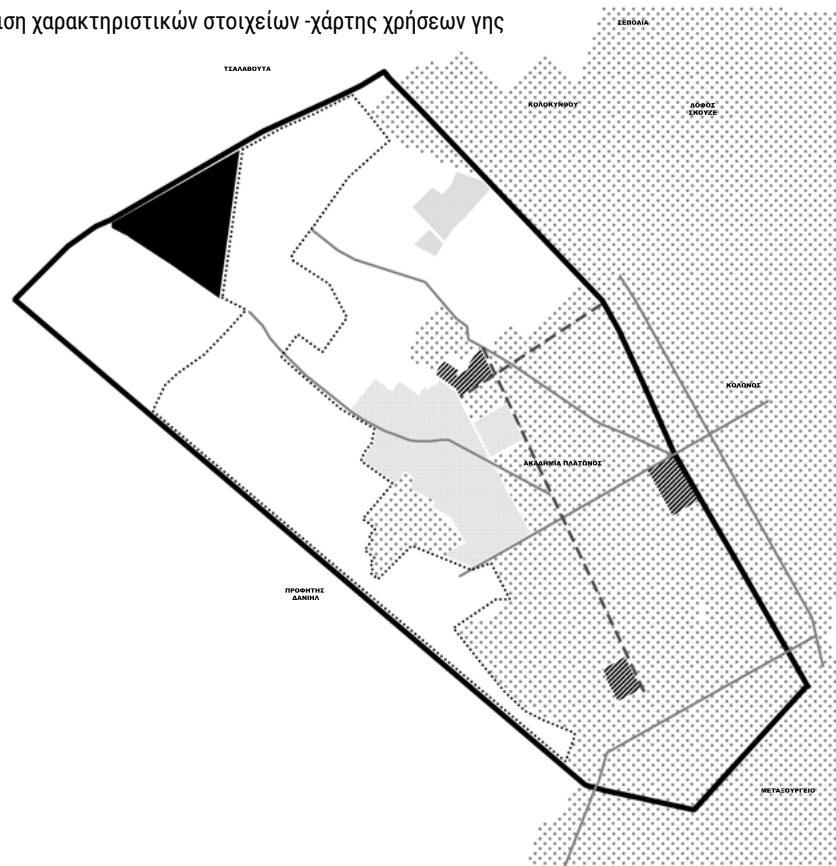 ιση χαρακτηριστικών στοιχείων -χάρτης χρήσεων γης
ΣΕΠΟΛΙΑ
ΤΣΑΛΑΒΟΥΤΑ
ΚΟΛΟΚΥΝΘΟΥ
ΛΟΦΟΣ
ΣΚΟΥΖΕ
ΚΟΛΩΝΟΣ
ΑΚΑΔΗΜΙΑ ΠΛΑΤΩΝΟΣ
ΠΡΟΦΗΤΗΣ
ΔΑΝΙΗΛ
ΜΕΤΑΞΟΥΡΓΕΙΟ